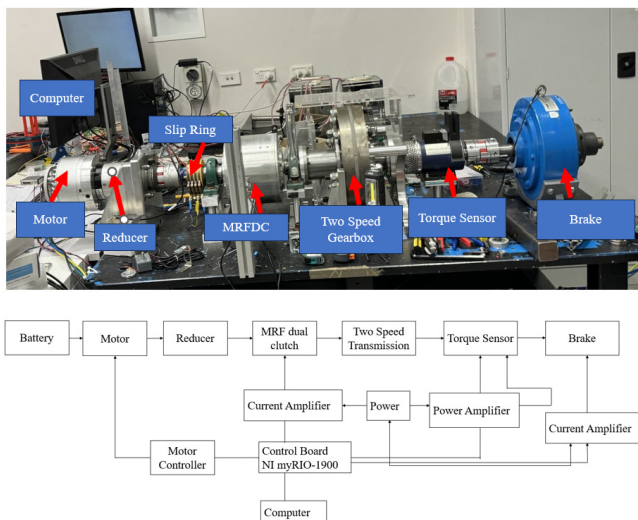 Computer
Slip Ring
Motor
Reducer
MRFDC
Two Speed
Gearbox
Torque Sensor
Brake
Battery
Motor
Reducer
MRF dual
clutch
Two Speed
Transmission
Torque Sensor
Brake
Current Amplifier
Power
Power Amplifier
Current Amplifier
Motor
Controller
Control Board
NI myRIO-1900
Computer